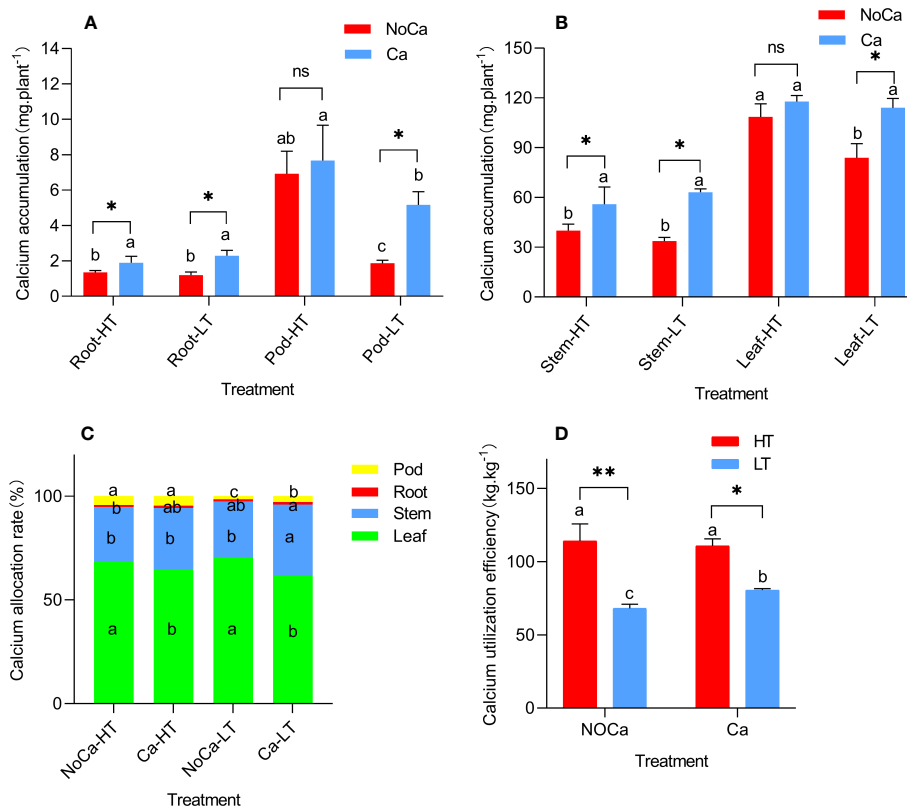 A
NoCa
Ca
Calcium accumulation (mg.plant-1)
14
12
10
8
6
4
2
0
b
a
*
b
a
*
ab
a
ns
c
b
*
Root-HT
Root-LT
Pod-HT
Pod-LT
Treatment
B
NoCa
Ca
Calcium accumulation (mg.plant-1)
150
120
90
60
30
0
b
a
*
b
a
*
a
a
ns
b
a
*
Stem-HT
Stem-LT
Leaf-HT
Leaf-LT
Treatment
C
Pod
Root
Stem
Leaf
Calcium allocation rate (%)
100
50
0
a
b
b
a
a
ab
b
b
c
ab
b
a
b
a
a
b
NoCa-HT
Ca-HT
NoCa-LT
Ca-LT
Treatment
D
HT
LT
Calcium utilization efficiency (kg.kg-1)
150
100
50
0
a
c
**
a
b
*
NOCa
Ca
Treatment